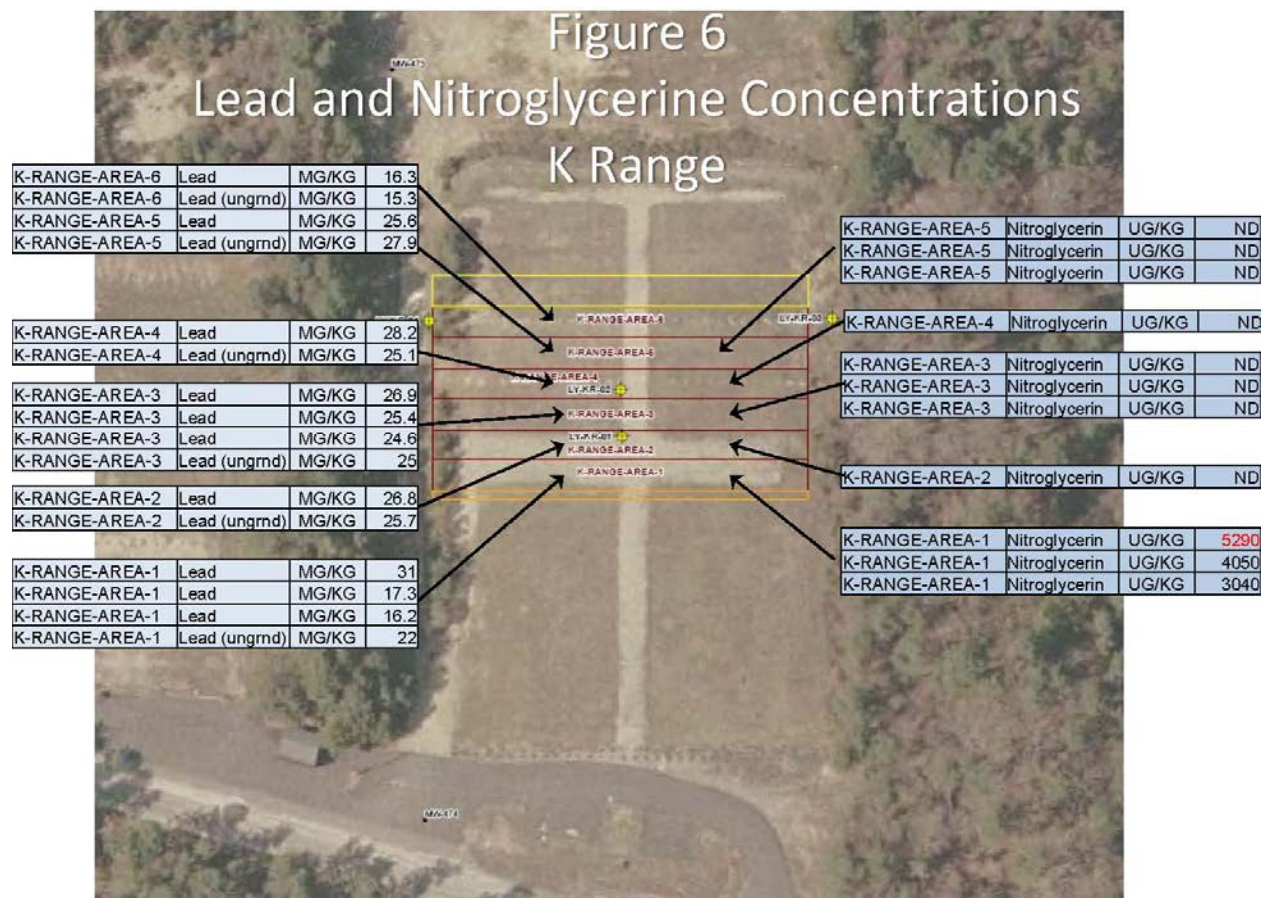 Figure 6
Lead and Nitroglycerine Concentrations
K Range
MW-475
K-RANGE-AREA-6 Lead MG/KG 16.3
K-RANGE-AREA-6 Lead (ungrnd) MG/KG 15.3
K-RANGE-AREA-5 Lead MG/KG 25.6
K-RANGE-AREA-5 Lead (ungrnd) MG/KG 27.9
K-RANGE-AREA-4 Lead MG/KG 28.2
K-RANGE-AREA-4 Lead (ungrnd) MG/KG 25.1
K-RANGE-AREA-3 Lead MG/KG 26.9
K-RANGE-AREA-3 Lead MG/KG 25.4
K-RANGE-AREA-3 Lead MG/KG 24.6
K-RANGE-AREA-3 Lead (ungrnd) MG/KG 25
K-RANGE-AREA-2 Lead MG/KG 26.8
K-RANGE-AREA-2 Lead (ungrnd) MG/KG 25.7
K-RANGE-AREA-1 Lead MG/KG 31
K-RANGE-AREA-1 Lead MG/KG 17.3
K-RANGE-AREA-1 Lead MG/KG 16.2
K-RANGE-AREA-1 Lead (ungrnd) MG/KG 22
K-RANGE-AREA-6
LY-KR-03
K-RANGE-AREA-5
LY-KR-02
K-RANGE-AREA-3
LY-KR-01
K-RANGE-AREA-2
K-RANGE-AREA-1
K-RANGE-AREA-5 Nitroglycerin UG/KG ND
K-RANGE-AREA-5 Nitroglycerin UG/KG ND
K-RANGE-AREA-5 Nitroglycerin UG/KG ND
K-RANGE-AREA-4 Nitroglycerin UG/KG ND
K-RANGE-AREA-3 Nitroglycerin UG/KG ND
K-RANGE-AREA-3 Nitroglycerin UG/KG ND
K-RANGE-AREA-3 Nitroglycerin UG/KG ND
K-RANGE-AREA-2 Nitroglycerin UG/KG ND
K-RANGE-AREA-1 Nitroglycerin UG/KG 5290
K-RANGE-AREA-1 Nitroglycerin UG/KG 4050
K-RANGE-AREA-1 Nitroglycerin UG/KG 3040
MW-474